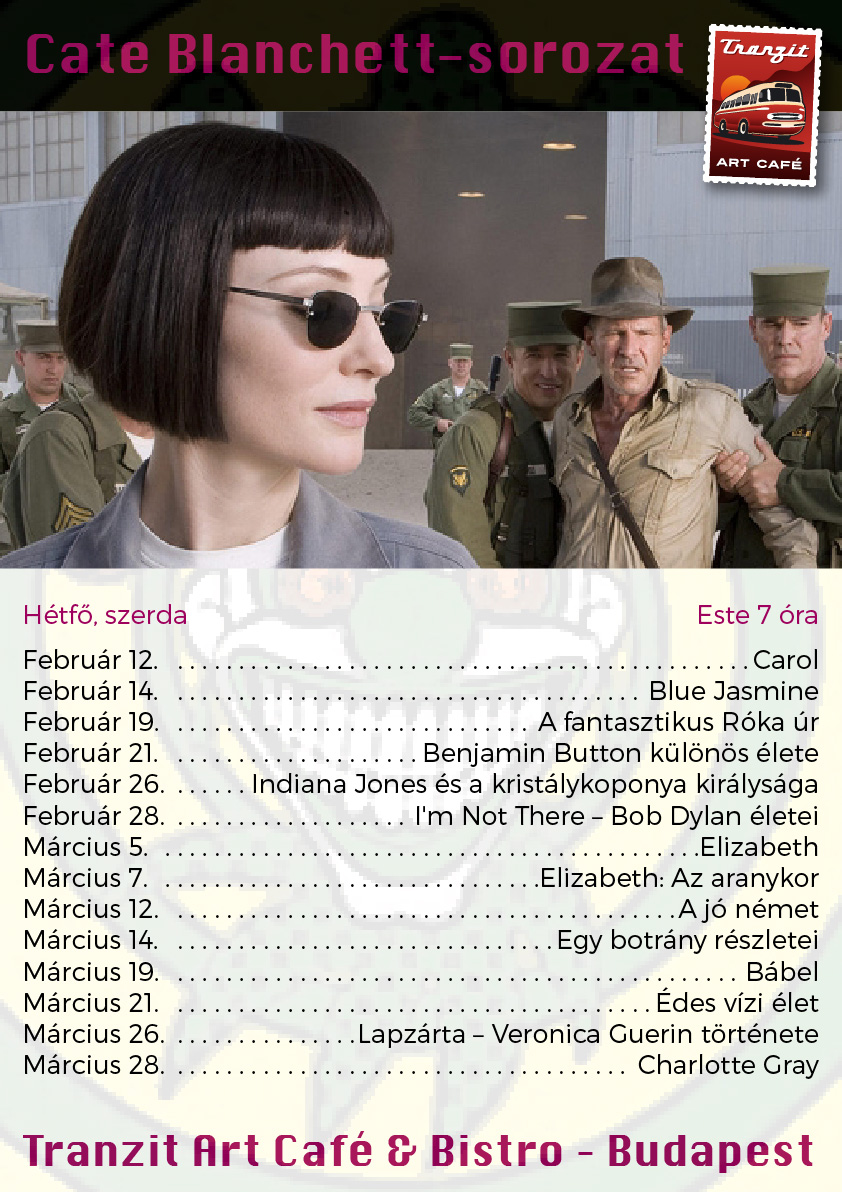 Cate Blanchett-sorozat
Tranzit
ART CAFÉ
Hétfő, szerda Este 7 óra
Február 12. . . . . . . . . . . . . . . . . . . . . . . . . . . . . . . . . . . . . . . . . . . . . . . . Carol
Február 14. . . . . . . . . . . . . . . . . . . . . . . . . . . . . . . . . . . . . . . Blue Jasmine
Február 19. . . . . . . . . . . . . . . . . . . . . . . . . . . . . . A fantasztikus Róka úr
Február 21. . . . . . . . . . . . . . . . . . . . . Benjamin Button különös élete
Február 26. . . . . . . Indiana Jones és a kristálykoponya királysága
Február 28. . . . . . . . . . . . . . . . . . . . I'm Not There – Bob Dylan életei
Március 5. . . . . . . . . . . . . . . . . . . . . . . . . . . . . . . . . . . . . . . . . . . . .Elizabeth
Március 7. . . . . . . . . . . . . . . . . . . . . . . . . . . . . . . .Elizabeth: Az aranykor
Március 12. . . . . . . . . . . . . . . . . . . . . . . . . . . . . . . . . . . . . . . . . . A jó német
Március 14. . . . . . . . . . . . . . . . . . . . . . . . . . . . . . . . Egy botrány részletei
Március 19. . . . . . . . . . . . . . . . . . . . . . . . . . . . . . . . . . . . . . . . . . . . . . . Bábel
Március 21. . . . . . . . . . . . . . . . . . . . . . . . . . . . . . . . . . . . . . . . Édes vízi élet
Március 26. . . . . . . . . . . . . . . .Lapzárta – Veronica Guerin története
Március 28. . . . . . . . . . . . . . . . . . . . . . . . . . . . . . . . . . . . . . Charlotte Gray
Tranzit Art Café & Bistro - Budapest